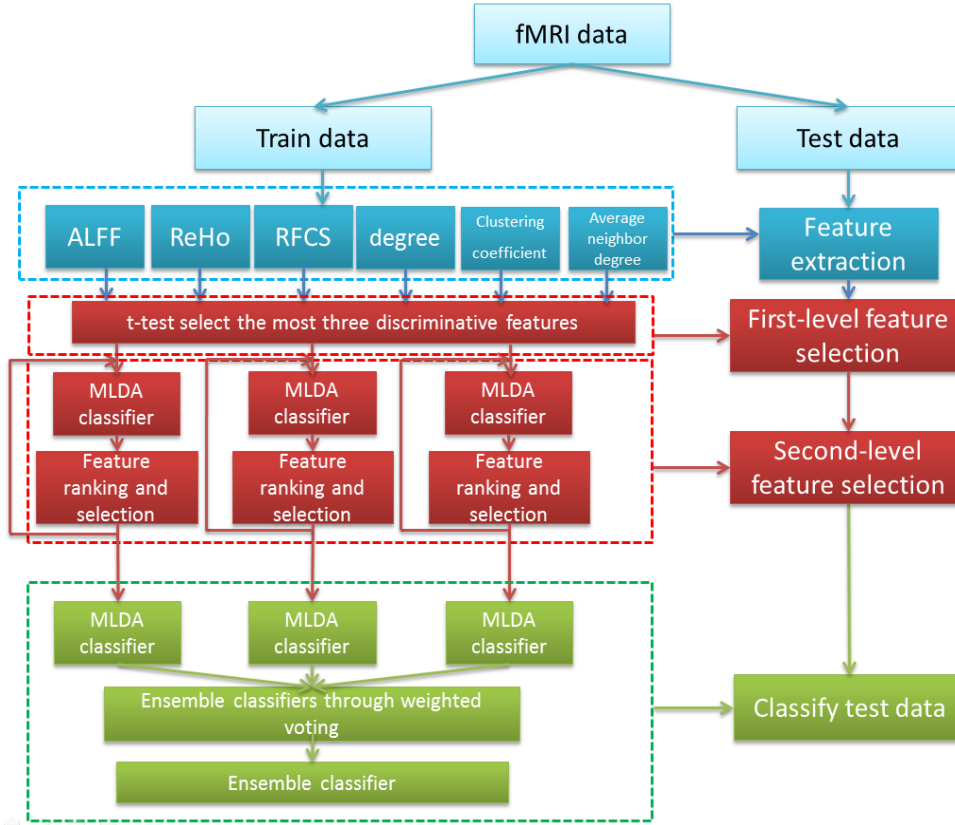 fMRI data
Train data
Test data
ALFF
ReHo
RFCS
degree
Clustering
coefficient
Average
neighbor
degree
Feature
extraction
t-test select the most three discriminative features
First-level feature
selection
MLDA
classifier
MLDA
classifier
MLDA
classifier
Feature
ranking and
selection
Feature
ranking and
selection
Feature
ranking and
selection
Second-level
feature selection
MLDA
classifier
MLDA
classifier
MLDA
classifier
Ensemble classifiers through weighted
voting
Classify test data
Ensemble classifier